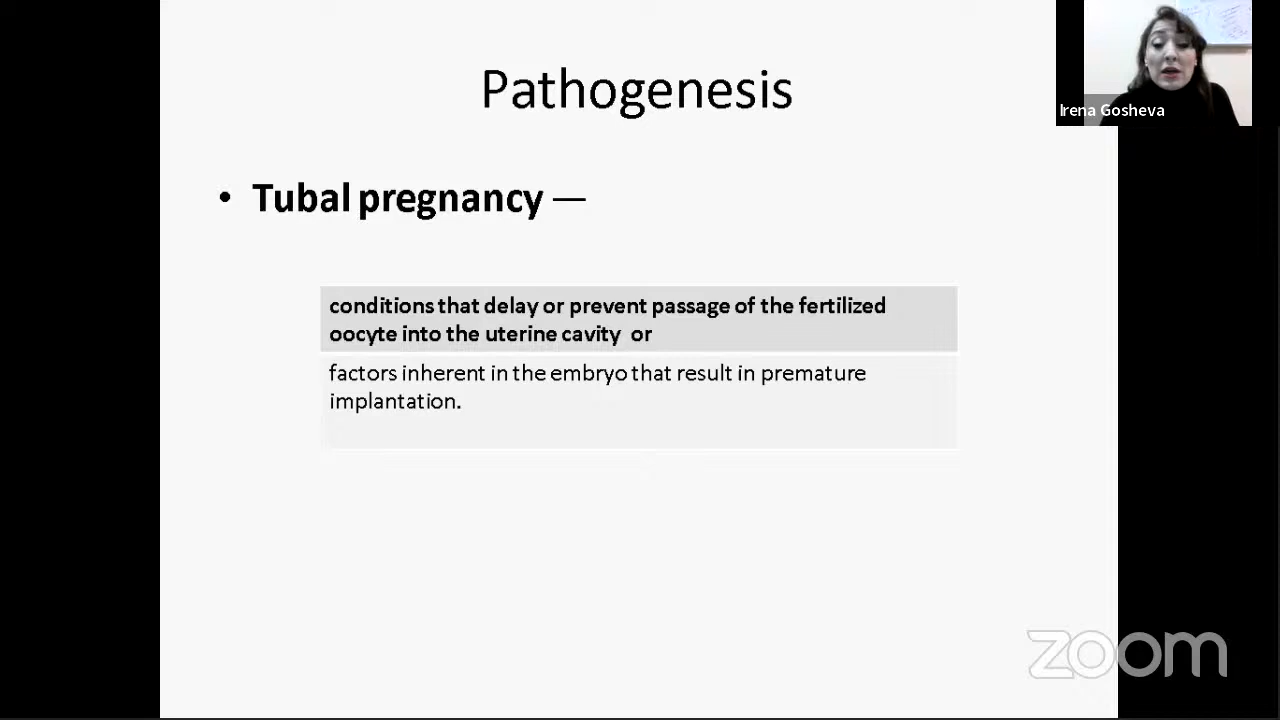 Pathogenesis
Irena Gosheva
• Tubal pregnancy —
conditions that delay or prevent passage of the fertilized
oocyte into the uterine cavity or
factors inherent in the embryo that result in premature
implantation.
zoom